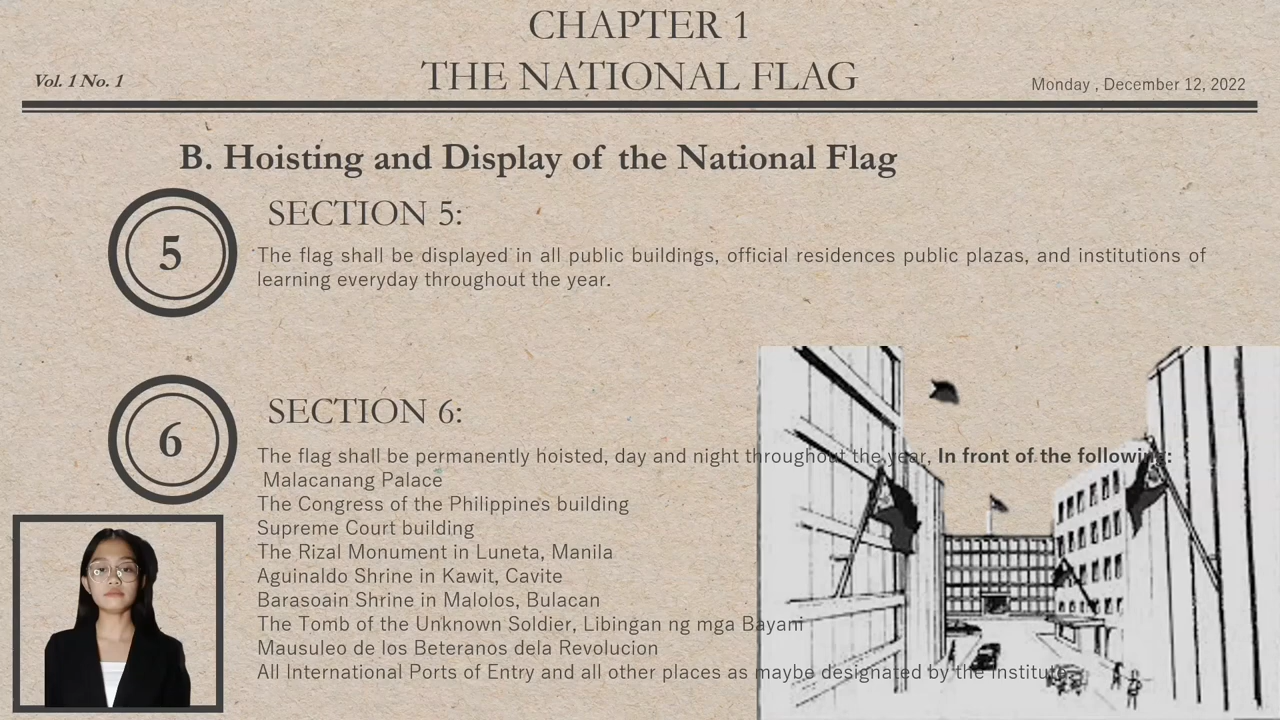 CHAPTER 1
THE NATIONAL FLAG
Vol. 1 No. 1
Monday , December 12, 2022
B. Hoisting and Display of the National Flag
5
SECTION 5:
The flag shall be displayed in all public buildings, official residences public plazas, and institutions of
learning everyday throughout the year.
6
SECTION 6:
The flag shall be permanently hoisted, day and night throughout the year, In front of the following:
Malacanang Palace
The Congress of the Philippines building
Supreme Court building
The Rizal Monument in Luneta, Manila
Aguinaldo Shrine in Kawit, Cavite
Barasoain Shrine in Malolos, Bulacan
The Tomb of the Unknown Soldier, Libingan ng mga Bayani
Mausuleo de los Beteranos dela Revolucion
All International Ports of Entry and all other places as maybe designated by the Institute.